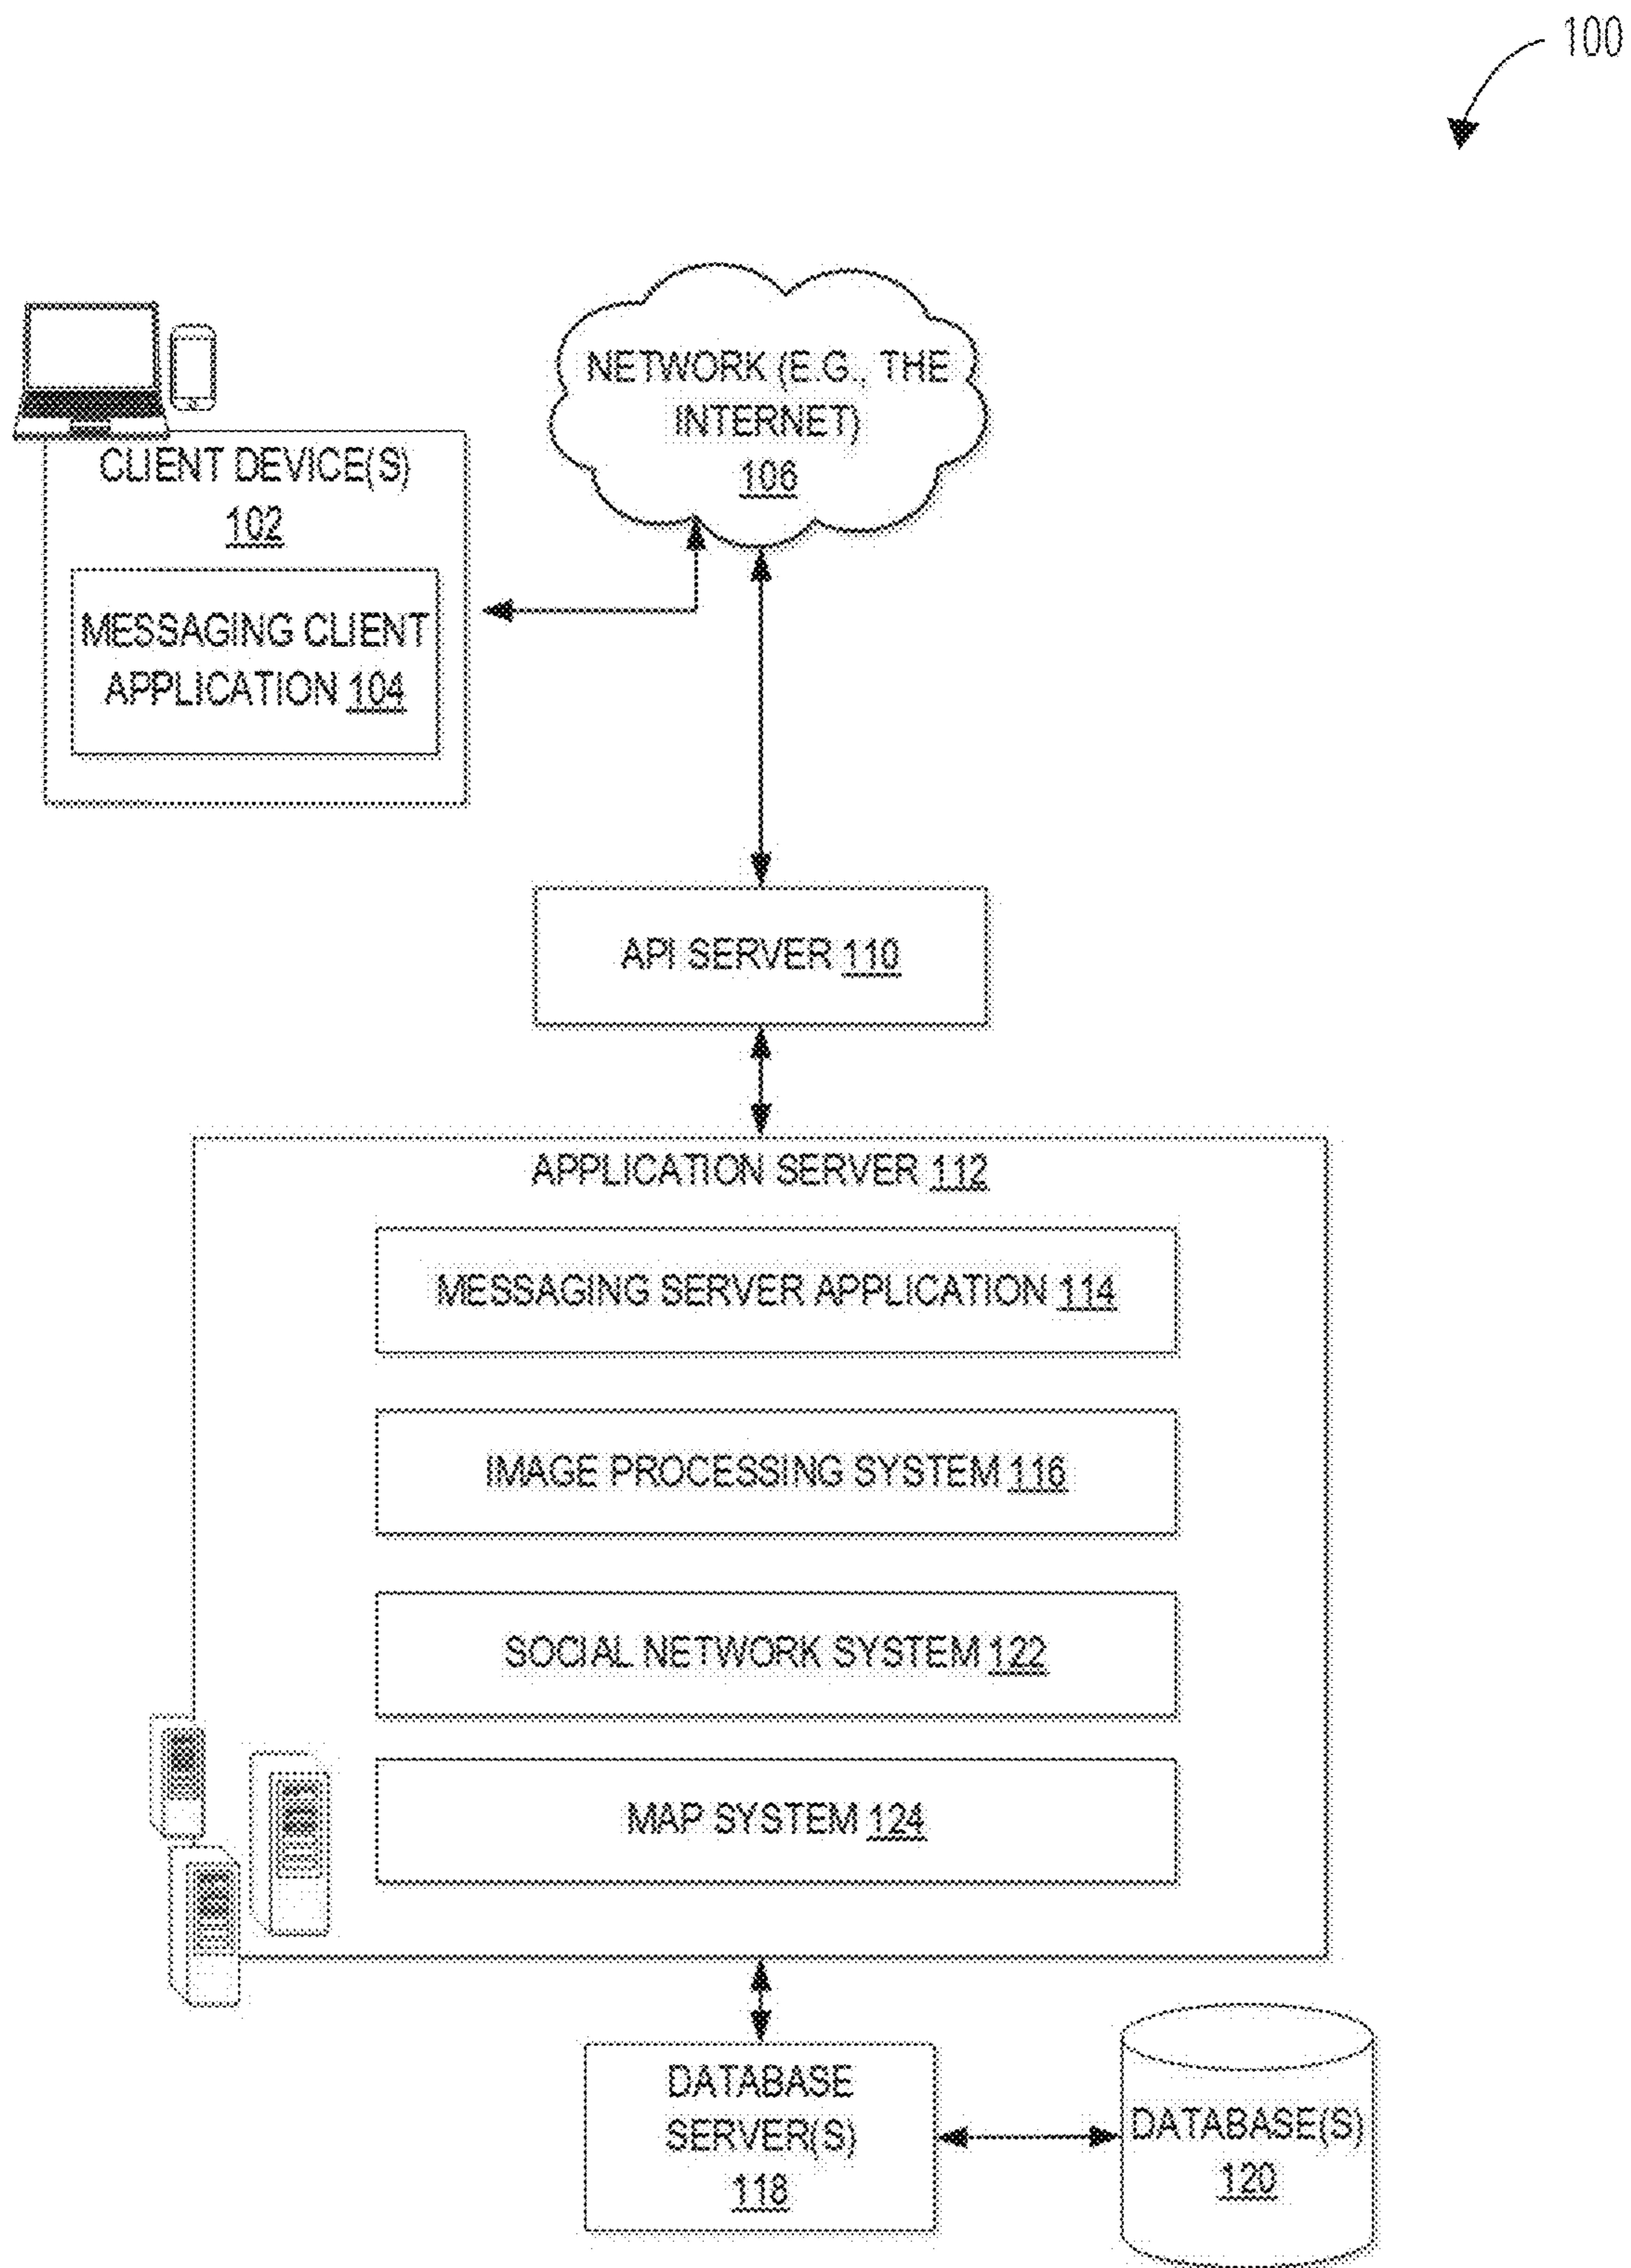 100
NETWORK (E.G., THE
INTERNET)
106
CLIENT DEVICE(S)
102
MESSAGING CLIENT
APPLICATION 104
API SERVER 110
APPLICATION SERVER 112
MESSAGING SERVER APPLICATION 114
IMAGE PROCESSING SYSTEM 116
SOCIAL NETWORK SYSTEM 122
MAP SYSTEM 124
DATABASE
SERVER(S)
118
DATABASE(S)
120